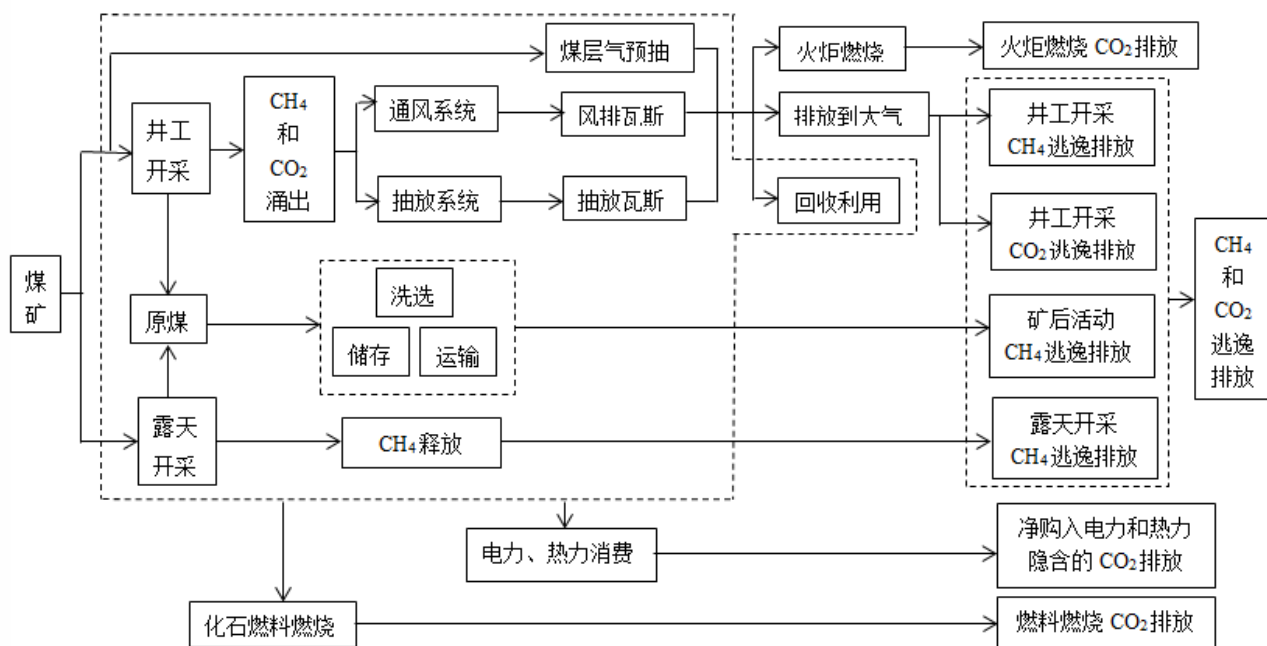 煤层气预抽
火炬燃烧
火炬燃烧 CO₂排放
CH₄
和
CO₂
涌出
通风系统
风排瓦斯
排放到大气
井工开采
CH₄逃逸排放
井工
开采
抽放系统
抽放瓦斯
回收利用
井工开采
CO₂逃逸排放
煤
矿
原煤
洗选
储存
运输
矿后活动
CH₄逃逸排放
CH₄
和
CO₂
逃逸
排放
露天
开采
CH₄释放
露天开采
CH₄逃逸排放
电力、热力消费
净购入电力和热力
隐含的 CO₂排放
化石燃料燃烧
燃料燃烧 CO₂排放